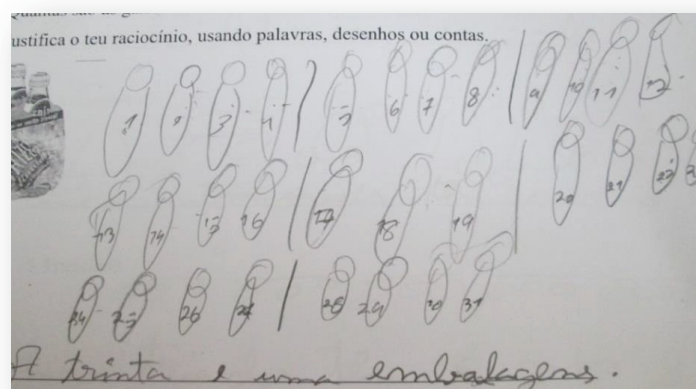 ustifica o teu raciocínio, usando palavras, desenhos ou contas.
1 2 3 4 5 6 7 8 9 10 11 12
13 14 15 16 17 18 19 20 21 22
24 25 26 28 29 30 31
A trinta e uma embalagens.